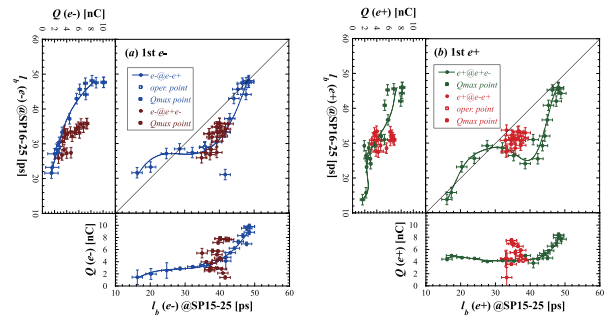 Q (e-) [nC]
0 2 4 6 8 10
l_b (e-) @SP15-25 [ps]
60
50
40
30
20
10
(a) 1st e-
e-@e-e+
oper. point
Qmax point
e-@e+e-
Qmax point
Q (e-) [nC]
10
8
6
4
2
0
10 20 30 40 50 60
l_b (e-) @SP15-25 [ps]
Q (e+) [nC]
0 2 4 6 8 10
l_b (e+) @SP16-25 [ps]
60
50
40
30
20
10
(b) 1st e+
e+@e+e-
Qmax point
e+@e-e+
oper. point
Qmax point
Q (e+) [nC]
10
8
6
4
2
0
10 20 30 40 50 60
l_b (e+) @SP15-25 [ps]